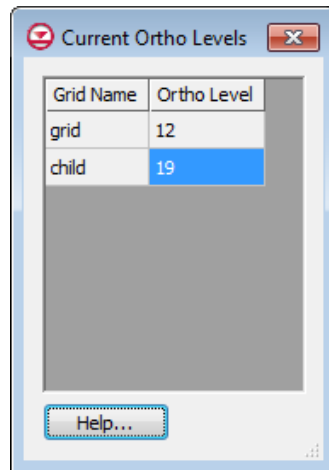 Current Ortho Levels
Grid Name Ortho Level
grid 12
child 19
Help...